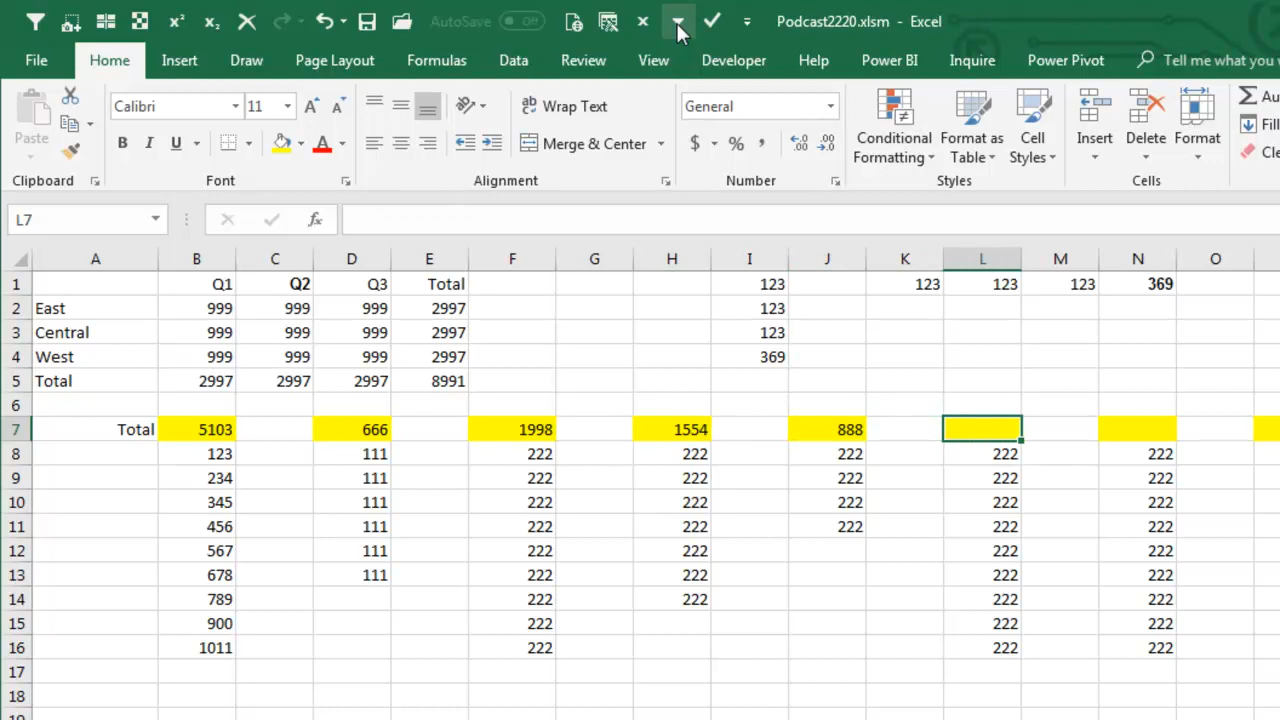 AutoSave Off Podcast2220.xlsm - Excel
File Home Insert Draw Page Layout Formulas Data Review View Developer Help Power BI Inquire Power Pivot Tell me what you
Calibri 11 Wrap Text General Au
Paste B I U Merge & Center $ % , Conditional Formatting Format as Table Cell Styles Insert Delete Format Fill Cle
Clipboard Font Alignment Number Styles Cells
L7 fx
A B C D E F G H I J K L M N O
1 Q1 Q2 Q3 Total 123 123 123 123 369
2 East 999 999 999 2997 123
3 Central 999 999 999 2997 123
4 West 999 999 999 2997 369
5 Total 2997 2997 2997 8991
6
7 Total 5103 666 1998 1554 888
8 123 111 222 222 222 222 222
9 234 111 222 222 222 222 222
10 345 111 222 222 222 222 222
11 456 111 222 222 222 222 222
12 567 111 222 222 222 222
13 678 111 222 222 222 222
14 789 222 222 222 222
15 900 222 222 222
16 1011 222 222 222
17
18